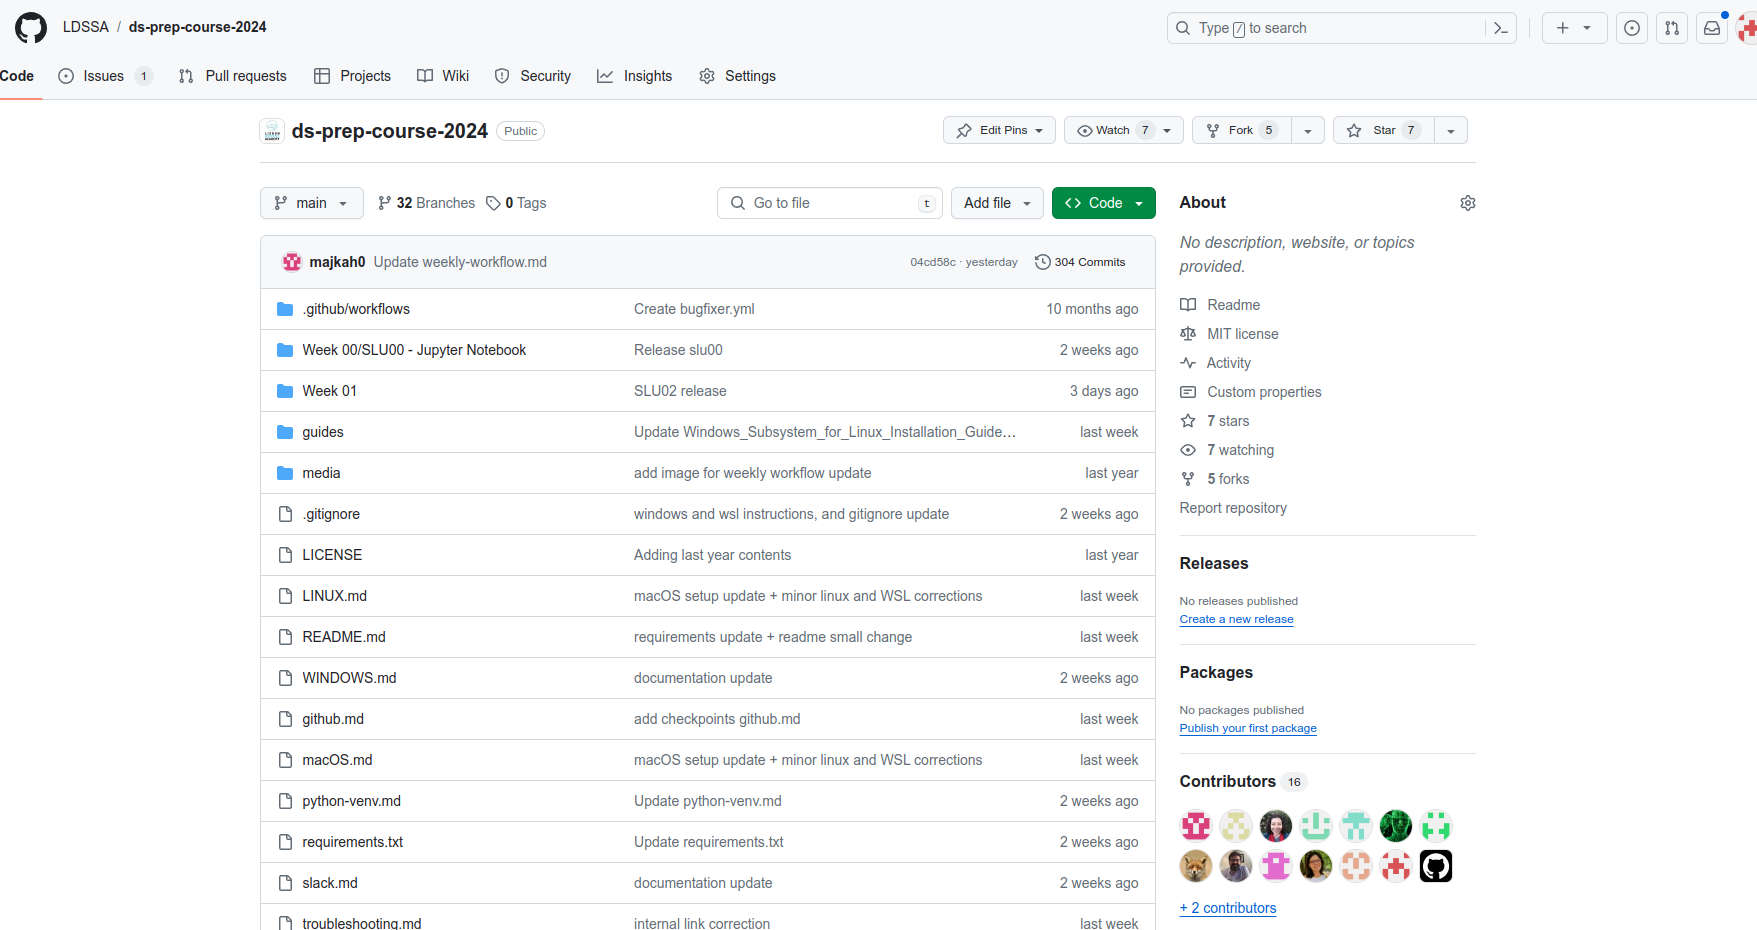 LDSSA / ds-prep-course-2024
Type / to search
Code Issues 1 Pull requests Projects Wiki Security Insights Settings
ds-prep-course-2024 Public
Edit Pins Watch 7 Fork 5 Star 7
main 32 Branches 0 Tags
Go to file t Add file Code
majkah0 Update weekly-workflow.md 04cd58c · yesterday 304 Commits
.github/workflows Create bugfixer.yml 10 months ago
Week 00/SLU00 - Jupyter Notebook Release slu00 2 weeks ago
Week 01 SLU02 release 3 days ago
guides Update Windows_Subsystem_for_Linux_Installation_Guide… last week
media add image for weekly workflow update last year
.gitignore windows and wsl instructions, and gitignore update 2 weeks ago
LICENSE Adding last year contents last year
LINUX.md macOS setup update + minor linux and WSL corrections last week
README.md requirements update + readme small change last week
WINDOWS.md documentation update 2 weeks ago
github.md add checkpoints github.md last week
macOS.md macOS setup update + minor linux and WSL corrections last week
python-venv.md Update python-venv.md 2 weeks ago
requirements.txt Update requirements.txt 2 weeks ago
slack.md documentation update 2 weeks ago
troubleshooting.md internal link correction last week
About
No description, website, or topics
provided.
Readme
MIT license
Activity
Custom properties
7 stars
7 watching
5 forks
Report repository
Releases
No releases published
Create a new release
Packages
No packages published
Publish your first package
Contributors 16
+ 2 contributors